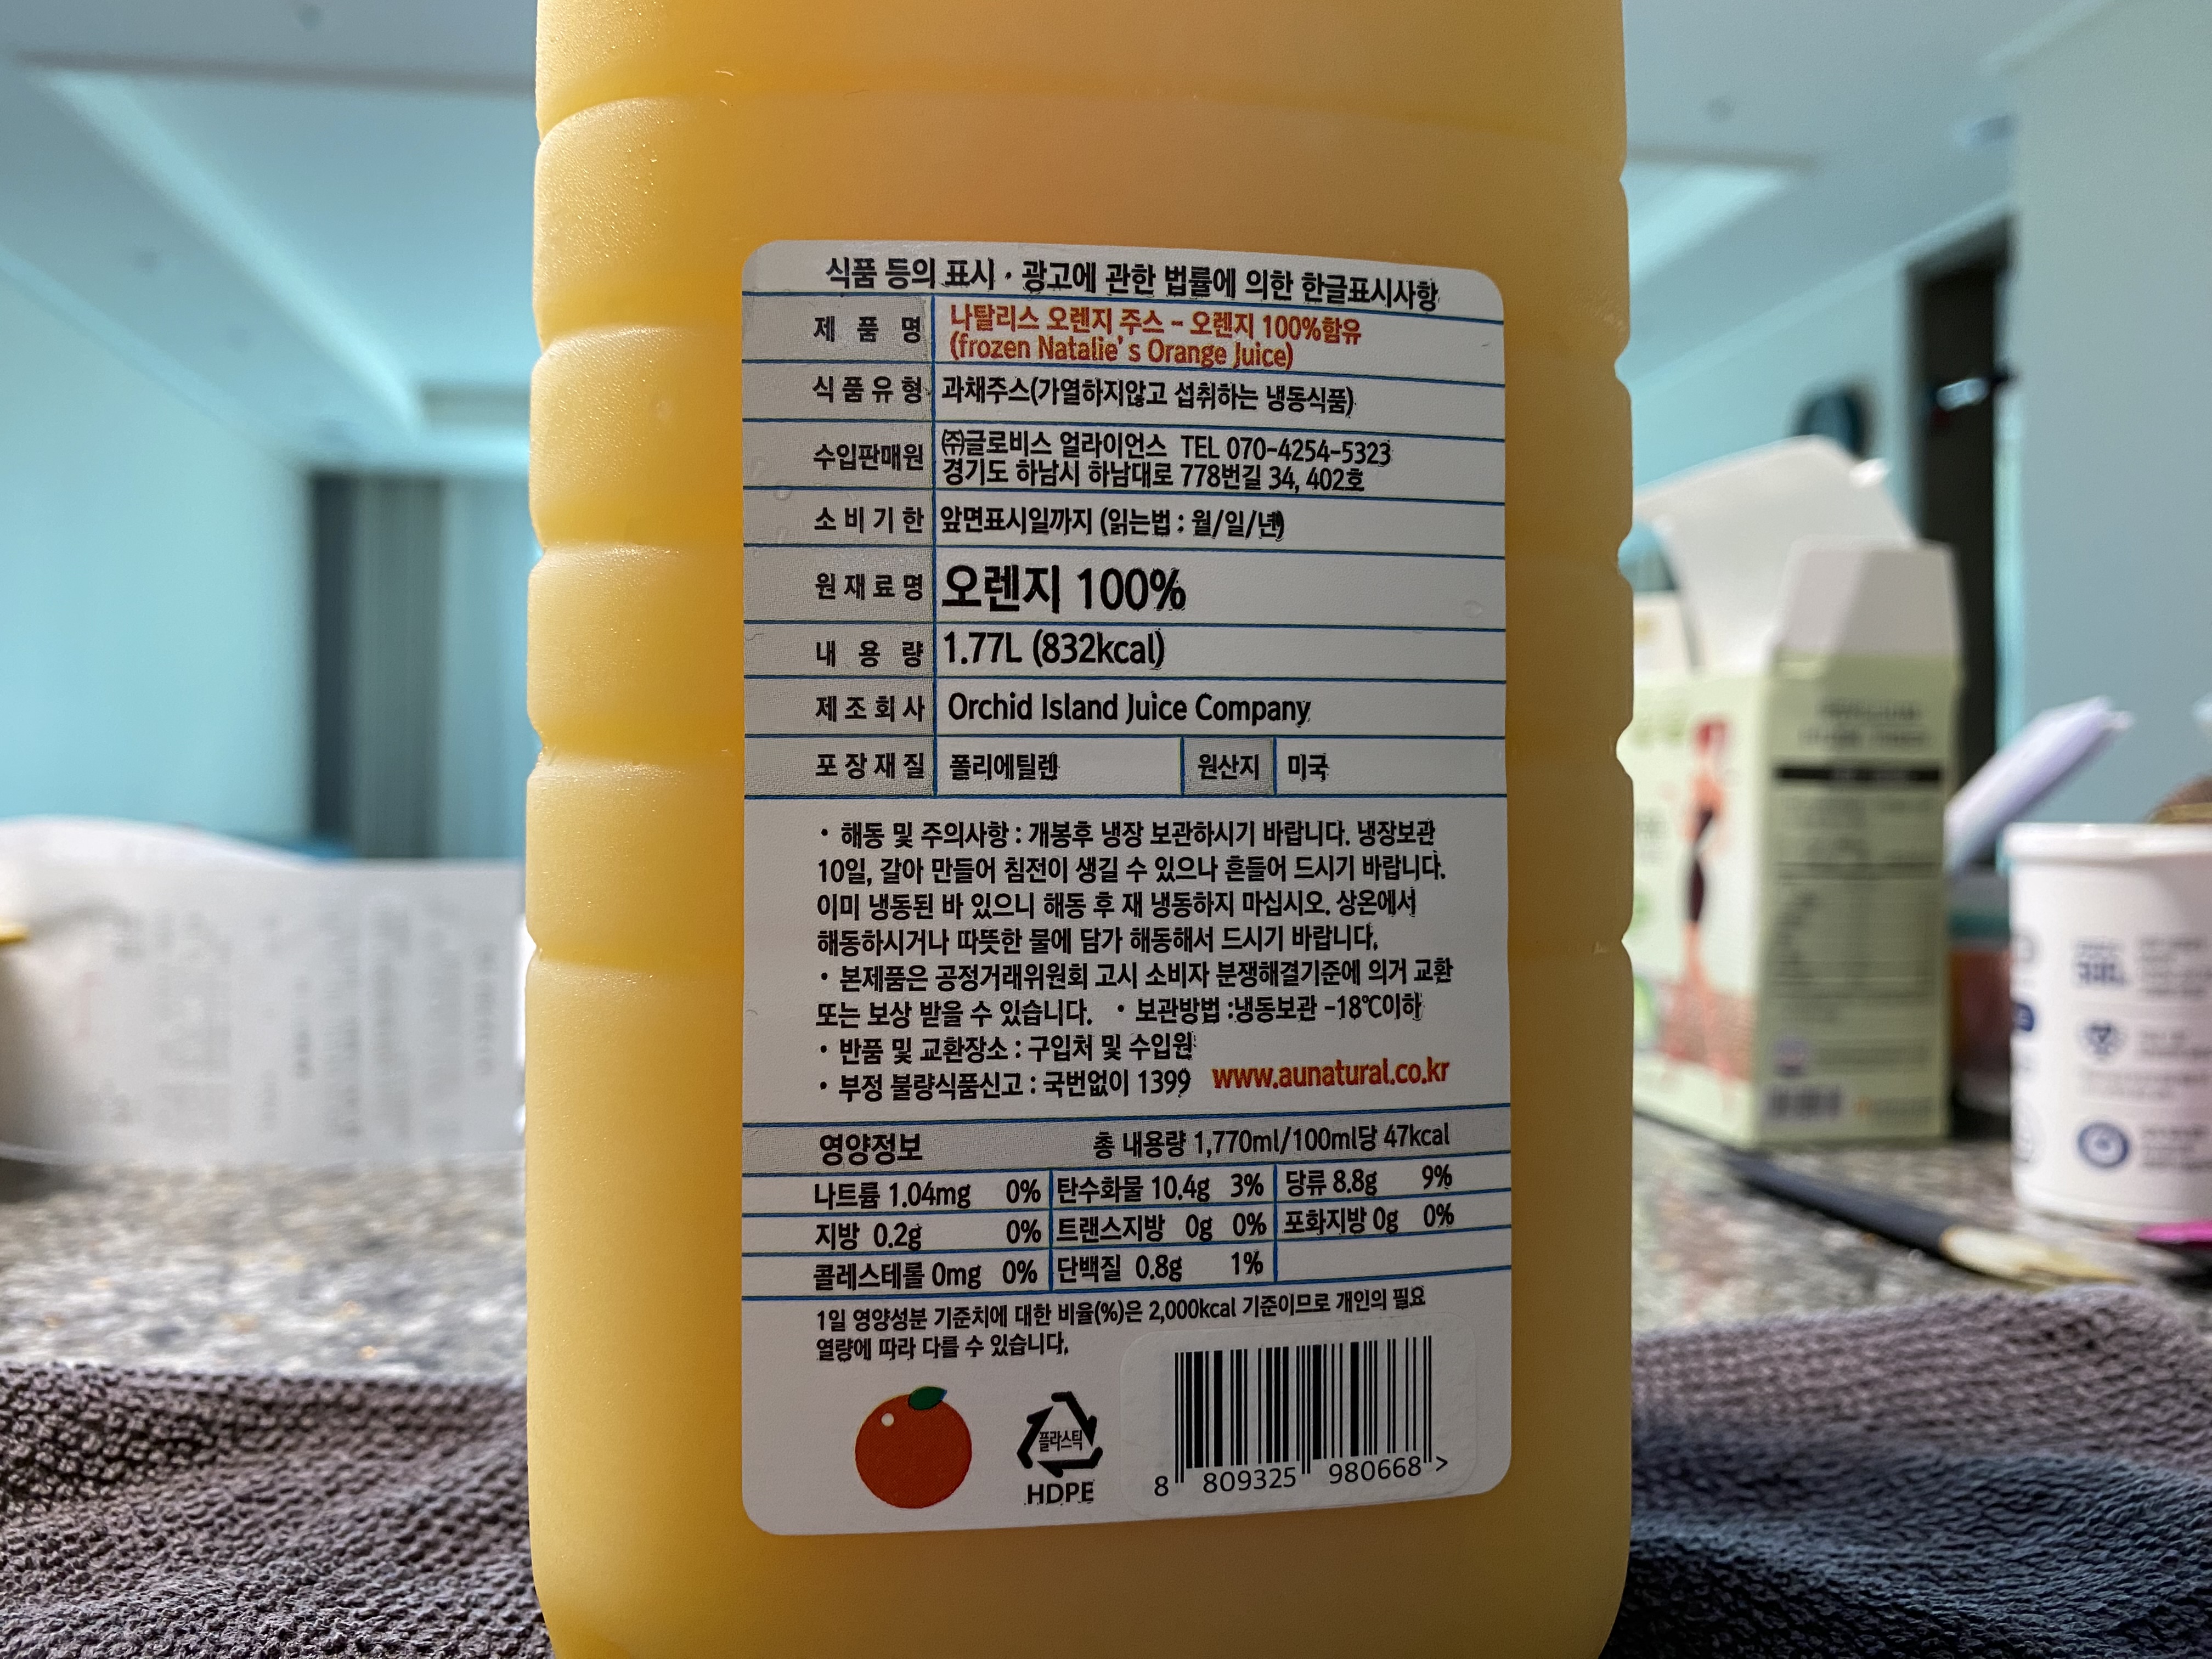 식품 등의 표시 · 광고에 관한 법률에 의한 한글표시사항
제 품 명 나탈리스 오렌지 주스 - 오렌지 100%함유
(frozen Natalie's Orange Juice)
식품유형 과채주스(가열하지않고 섭취하는 냉동식품)
수입판매원 ㈜글로비스 얼라이언스 TEL 070-4254-5323
경기도 하남시 하남대로 778번길 34, 402호
소비기한 앞면표시일까지 (읽는법 : 월/일/년)
원재료명 오렌지 100%
내 용 량 1.77L (832kcal)
제조회사 Orchid Island Juice Company
포장재질 폴리에틸렌 원산지 미국
· 해동 및 주의사항 : 개봉후 냉장 보관하시기 바랍니다. 냉장보관
10일, 갈아 만들어 침전이 생길 수 있으나 흔들어 드시기 바랍니다.
이미 냉동된 바 있으니 해동 후 재 냉동하지 마십시오. 상온에서
해동하시거나 따뜻한 물에 담가 해동해서 드시기 바랍니다.
· 본제품은 공정거래위원회 고시 소비자 분쟁해결기준에 의거 교환
또는 보상 받을 수 있습니다. · 보관방법 :냉동보관 -18℃이하
· 반품 및 교환장소 : 구입처 및 수입원
· 부정 불량식품신고 : 국번없이 1399 www.aunatural.co.kr
영양정보 총 내용량 1,770ml/100ml당 47kcal
나트륨 1.04mg 0% 탄수화물 10.4g 3% 당류 8.8g 9%
지방 0.2g 0% 트랜스지방 0g 0% 포화지방 0g 0%
콜레스테롤 0mg 0% 단백질 0.8g 1%
1일 영양성분 기준치에 대한 비율(%)은 2,000kcal 기준이므로 개인의 필요
열량에 따라 다를 수 있습니다.
플라스틱
HDPE
8 809325 980668 >